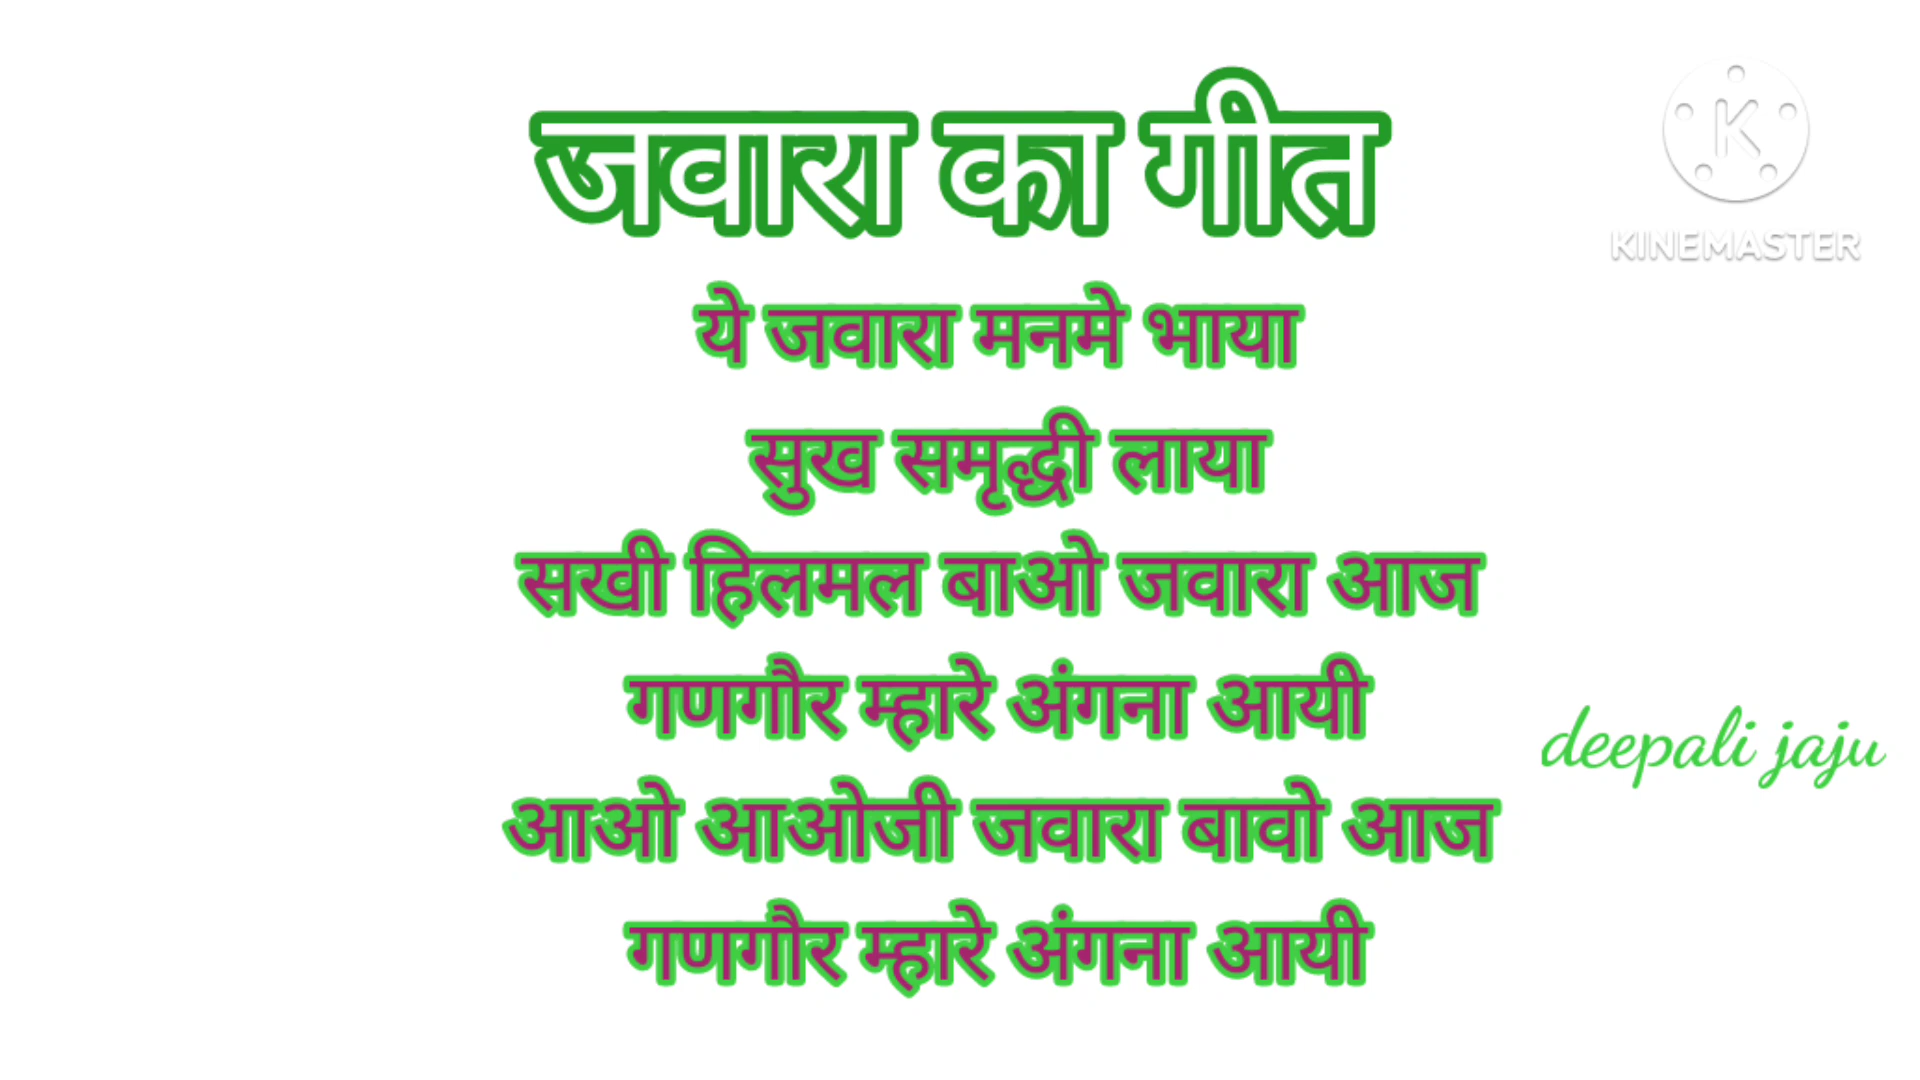 जवारा का गीत
KINEMASTER
ये जवारा मनमे भाया
सुख समृद्धी लाया
सखी हिलमल बाओ जवारा आज
गणगौर म्हारे अंगना आयी
deepali jaju
आओ आओजी जवारा बावो आज
गणगौर म्हारे अंगना आयी